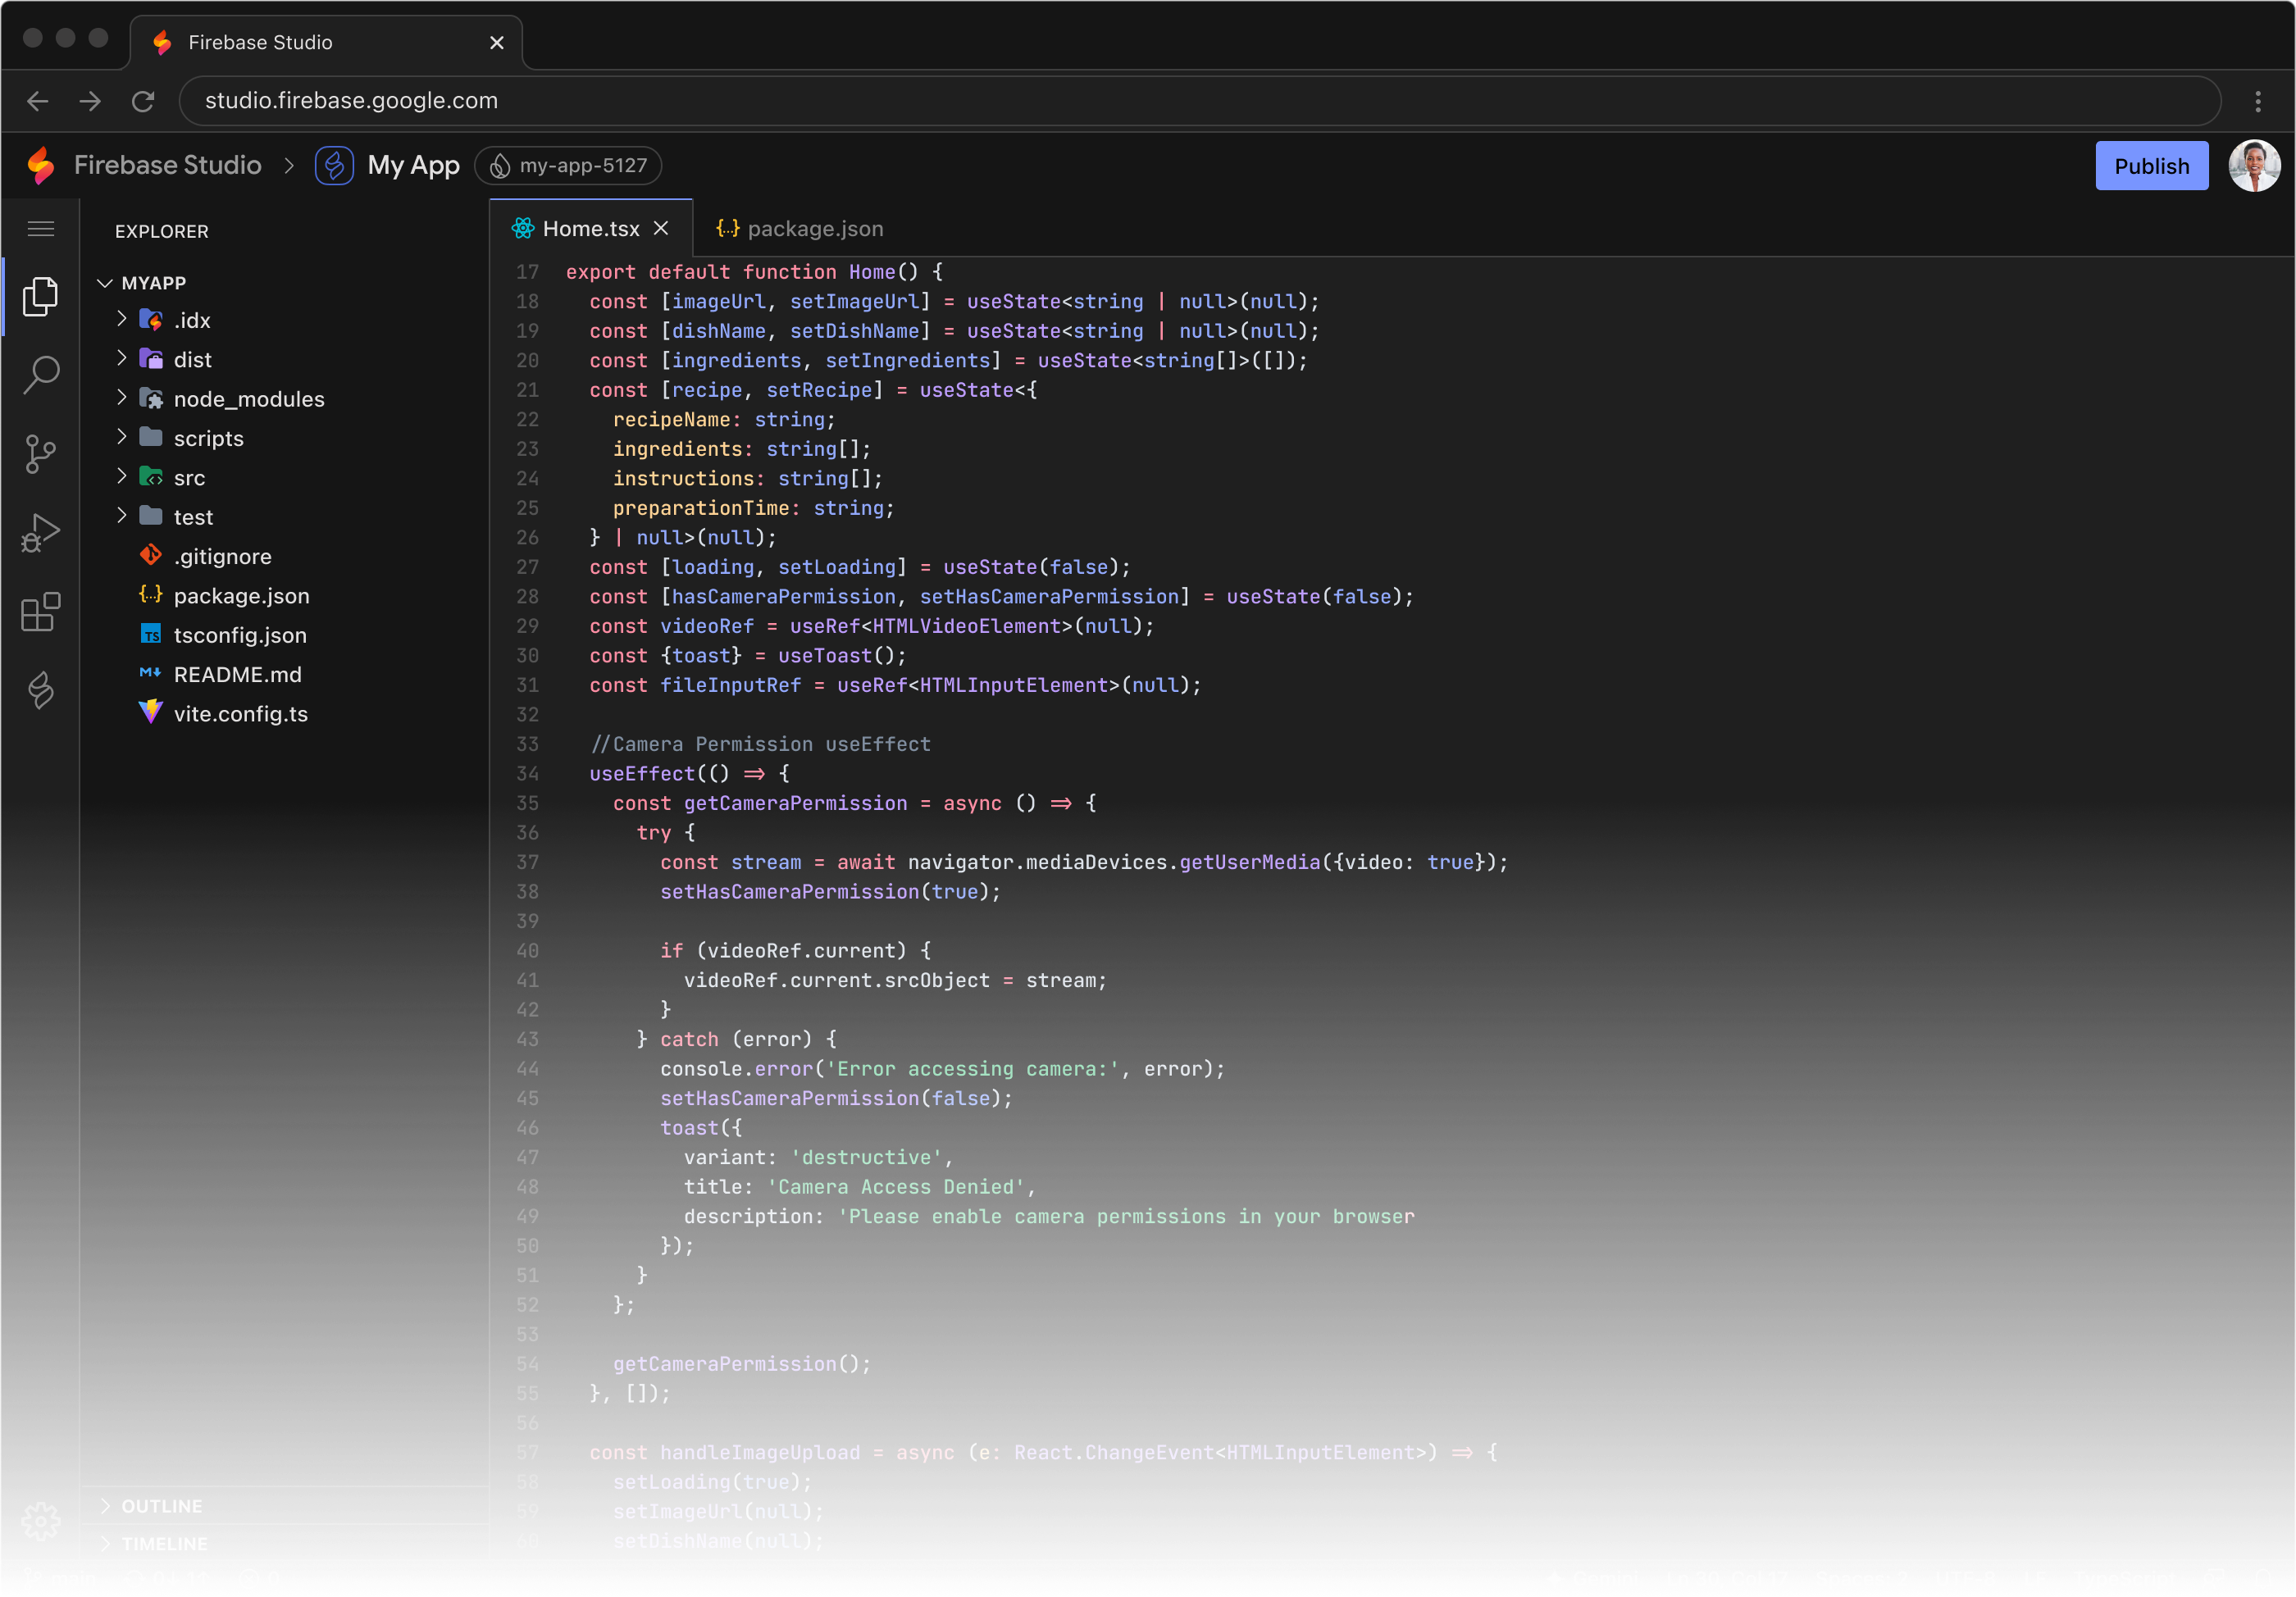 Firebase Studio
studio.firebase.google.com
Firebase Studio > My App my-app-5127
Publish
EXPLORER
MYAPP
.idx
dist
node_modules
scripts
src
test
.gitignore
{...} package.json
TS tsconfig.json
README.md
vite.config.ts
OUTLINE
TIMELINE
Home.tsx {...} package.json
17 export default function Home() {
18 const [imageUrl, setImageUrl] = useState<string | null>(null);
19 const [dishName, setDishName] = useState<string | null>(null);
20 const [ingredients, setIngredients] = useState<string[]>([]);
21 const [recipe, setRecipe] = useState<{
22 recipeName: string;
23 ingredients: string[];
24 instructions: string[];
25 preparationTime: string;
26 } | null>(null);
27 const [loading, setLoading] = useState(false);
28 const [hasCameraPermission, setHasCameraPermission] = useState(false);
29 const videoRef = useRef<HTMLVideoElement>(null);
30 const {toast} = useToast();
31 const fileInputRef = useRef<HTMLInputElement>(null);
32
33 //Camera Permission useEffect
34 useEffect(() => {
35 const getCameraPermission = async () => {
36 try {
37 const stream = await navigator.mediaDevices.getUserMedia({video: true});
38 setHasCameraPermission(true);
39
40 if (videoRef.current) {
41 videoRef.current.srcObject = stream;
42 }
43 } catch (error) {
44 console.error('Error accessing camera:', error);
45 setHasCameraPermission(false);
46 toast({
47 variant: 'destructive',
48 title: 'Camera Access Denied',
49 description: 'Please enable camera permissions in your browser
50 });
51 }
52 };
53
54 getCameraPermission();
55 }, []);
56
57 const handleImageUpload = async (e: React.ChangeEvent<HTMLInputElement>) => {
58 setLoading(true);
59 setImageUrl(null);
60 setDishName(null);